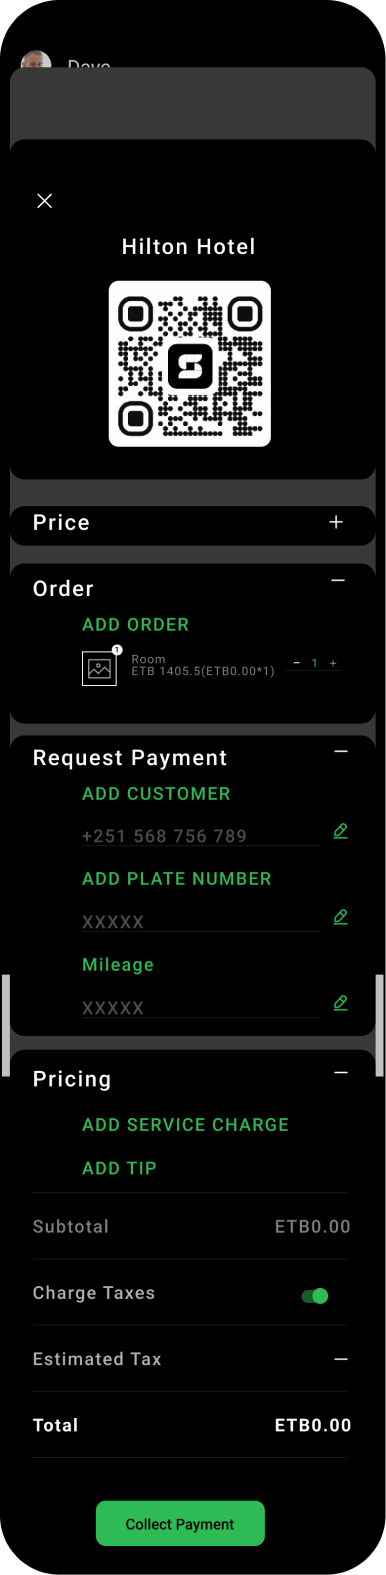 Dave
Hilton Hotel
Price
Order
ADD ORDER
1
Room
ETB 1405.5(ETB0.00*1)
1
Request Payment
ADD CUSTOMER
+251 568 756 789
ADD PLATE NUMBER
XXXXX
Mileage
XXXXX
Pricing
ADD SERVICE CHARGE
ADD TIP
Subtotal ETB0.00
Charge Taxes
Estimated Tax
Total ETB0.00
Collect Payment